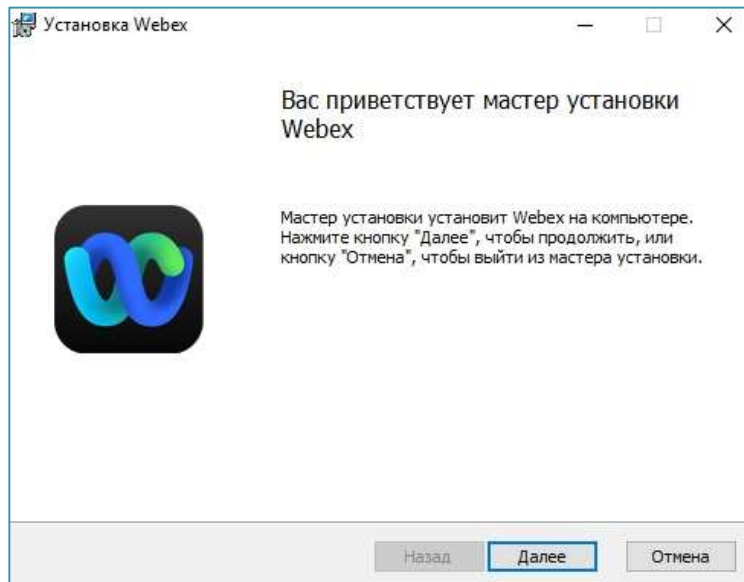 Установка Webex
Вас приветствует мастер установки
Webex
Мастер установки установит Webex на компьютере.
Нажмите кнопку "Далее", чтобы продолжить, или
кнопку "Отмена", чтобы выйти из мастера установки.
Назад Далее Отмена